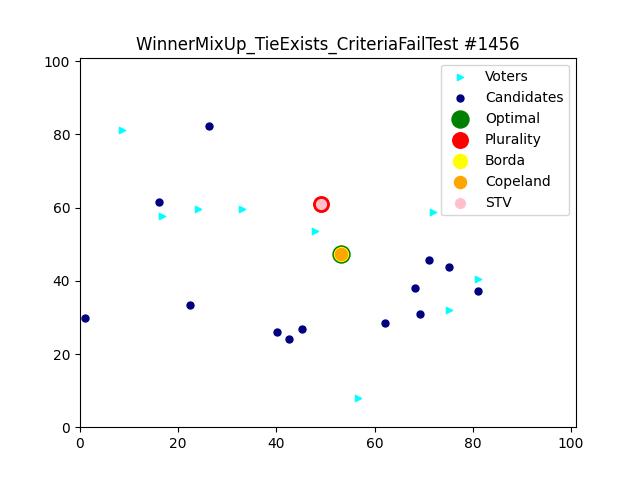 WinnerMixUp_TieExists_CriteriaFailTest #1456
100
80
60
40
20
0
0 20 40 60 80 100
Voters
Candidates
Optimal
Plurality
Borda
Copeland
STV